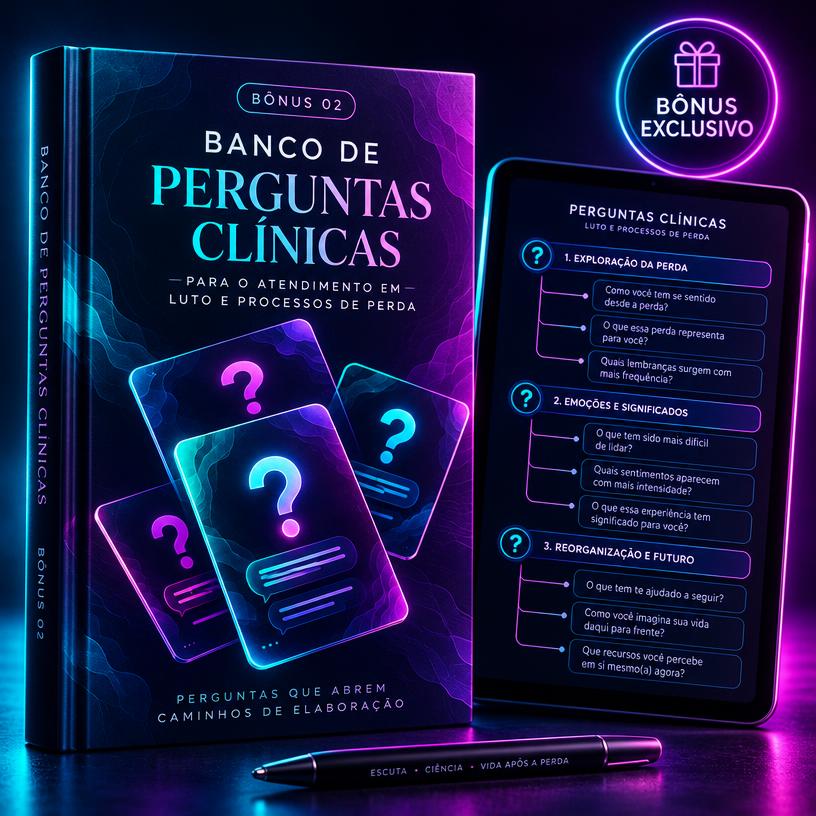 BÔNUS 02
BANCO DE
PERGUNTAS
CLÍNICAS
PARA O ATENDIMENTO EM
LUTO E PROCESSOS DE PERDA
PERGUNTAS QUE ABREM
CAMINHOS DE ELABORAÇÃO
BANCO DE PERGUNTAS CLÍNICAS
BÔNUS 02
BÔNUS
EXCLUSIVO
PERGUNTAS CLÍNICAS
LUTO E PROCESSOS DE PERDA
1. EXPLORAÇÃO DA PERDA
Como você tem se sentido
desde a perda?
O que essa perda representa
para você?
Quais lembranças surgem com
mais frequência?
2. EMOÇÕES E SIGNIFICADOS
O que tem sido mais difícil
de lidar?
Quais sentimentos aparecem
com mais intensidade?
O que essa experiência tem
significado para você?
3. REORGANIZAÇÃO E FUTURO
O que tem te ajudado a seguir?
Como você imagina sua vida
daqui para frente?
Que recursos você percebe
em si mesmo(a) agora?
ESCUTA • CIÊNCIA • VIDA APÓS A PERDA